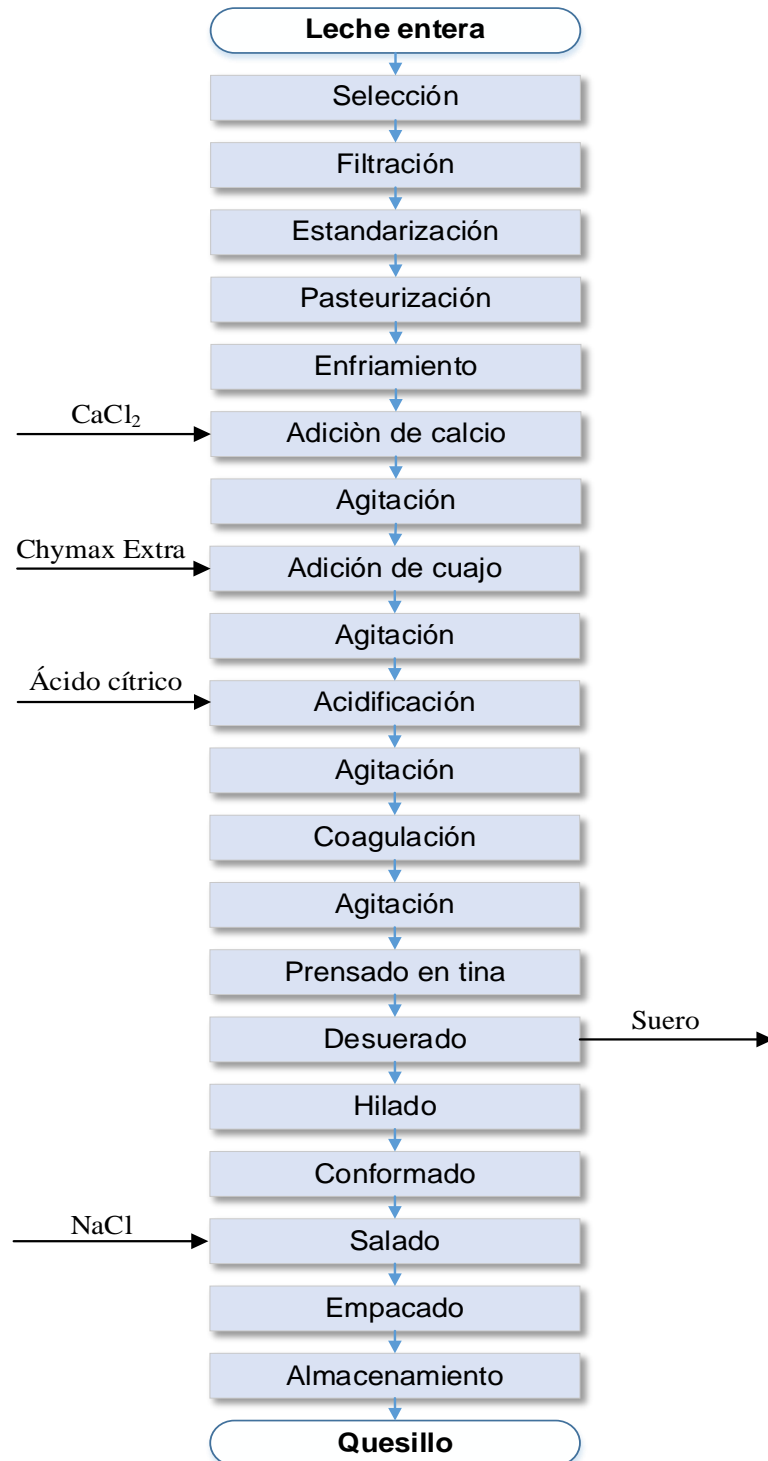 Leche entera
Selección
Filtración
Estandarización
Pasteurización
Enfriamiento
CaCl₂
Adiciòn de calcio
Agitación
Chymax Extra
Adición de cuajo
Agitación
Ácido cítrico
Acidificación
Agitación
Coagulación
Agitación
Prensado en tina
Suero
Desuerado
Hilado
Conformado
NaCl
Salado
Empacado
Almacenamiento
Quesillo